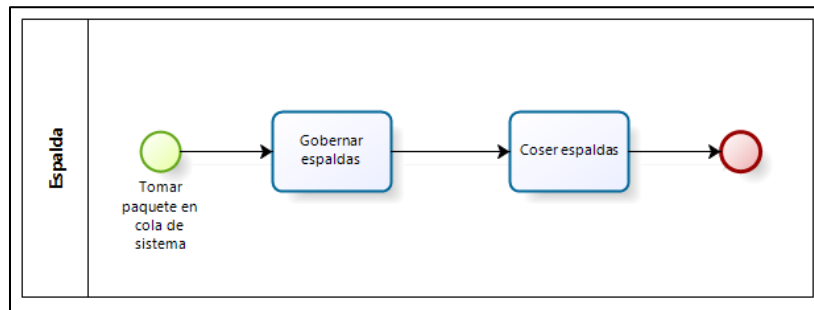 Espalda
Tomar
paquete en
cola de
sistema
Gobernar
espaldas
Coser espaldas